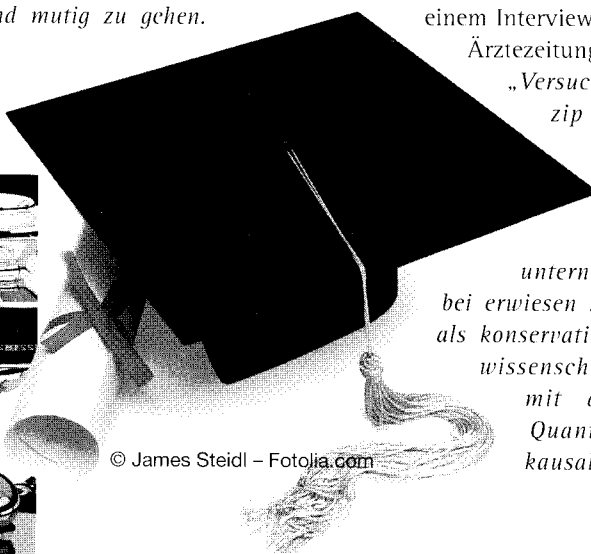 nd mutig zu gehen.
einem Interview
Ärztezeitung
„Versuc
zip
untern
bei erwiesen
als konservati
wissensch
mit
Quant
kausal
© James Steidl – Fotolia.com